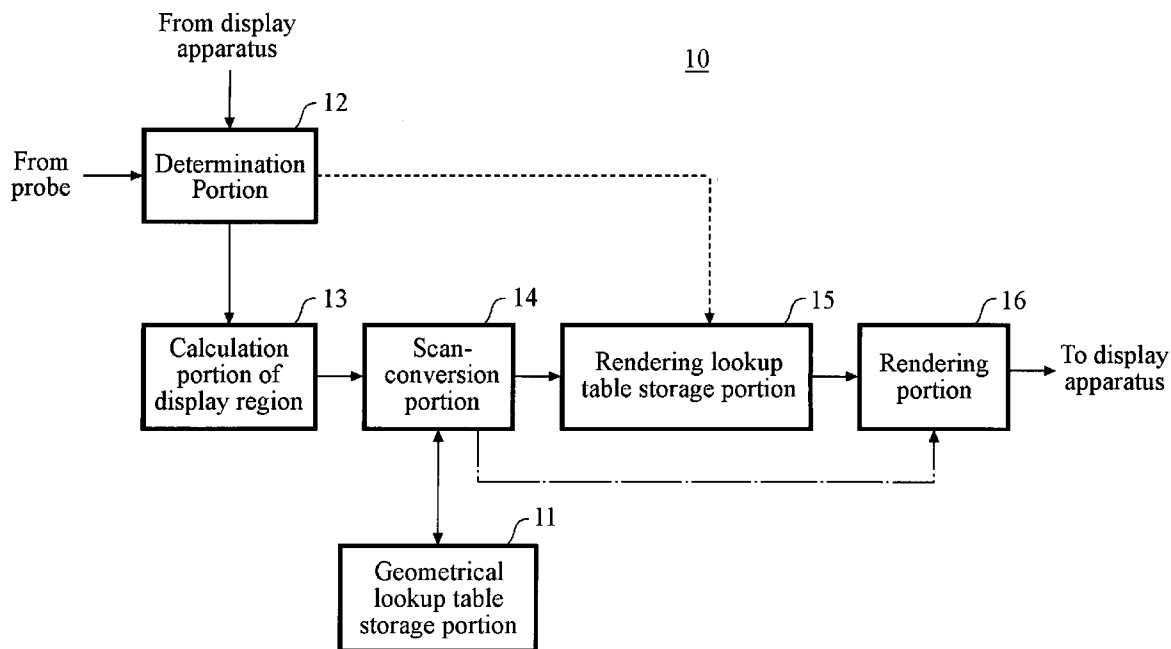 From display
apparatus
10
12
From
probe
Determination
Portion
13
14
15
16
Calculation
portion of
display region
Scan-
conversion
portion
Rendering lookup
table storage portion
Rendering
portion
To display
apparatus
11
Geometrical
lookup table
storage portion